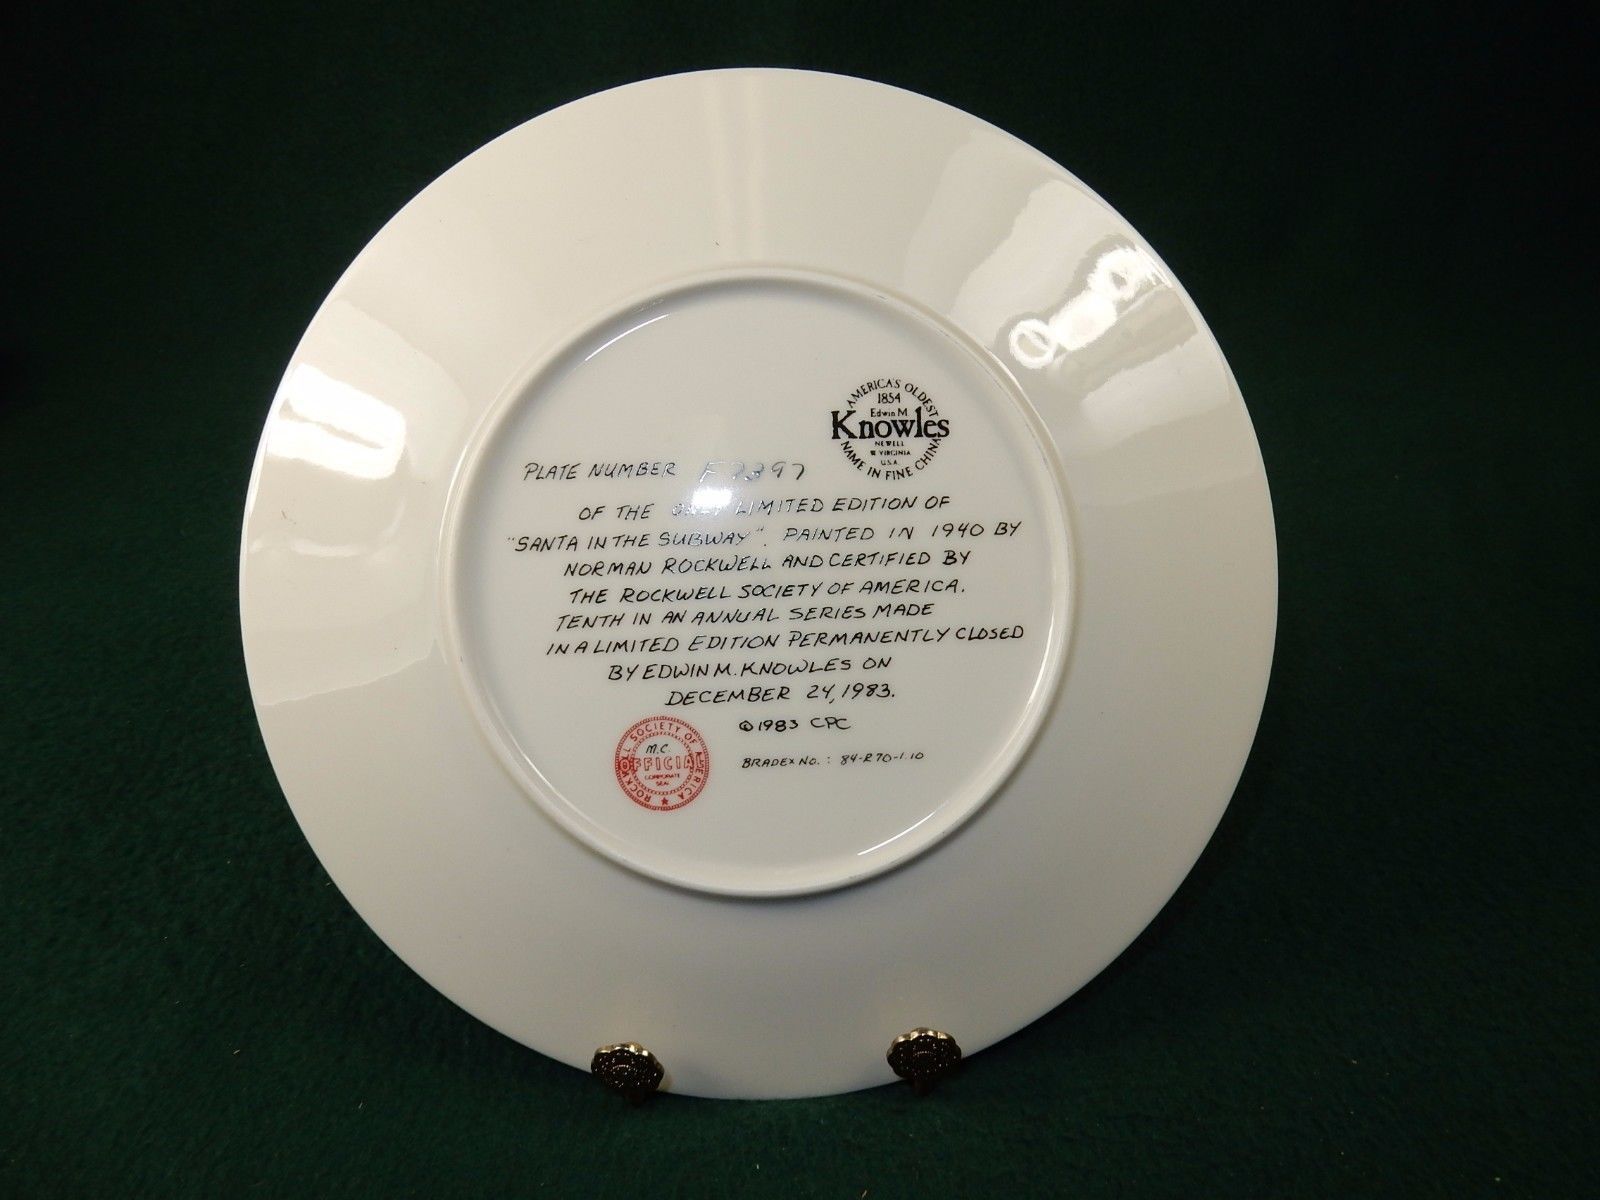 AMERICA'S OLDEST
1854
Edwin M
Knowles
NEWELL
W VIRGINIA
U.S.A.
NAME IN FINE CHINA
PLATE NUMBER
OF THE ONLY LIMITED EDITION OF
"SANTA IN THE SUBWAY". PAINTED IN 1940 BY
NORMAN ROCKWELL AND CERTIFIED BY
THE ROCKWELL SOCIETY OF AMERICA.
TENTH IN AN ANNUAL SERIES MADE
IN A LIMITED EDITION PERMANENTLY CLOSED
BY EDWIN M. KNOWLES ON
DECEMBER 24, 1983.
© 1983 CPC
BRADEX NO. : 84-R70-1.10
ROCKWELL SOCIETY OF AMERICA
M.C.
OFFICIAL
CORPORATE
SEAL